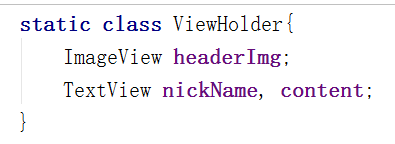 static class ViewHolder{
    ImageView headerImg;
    TextView nickName, content;
}